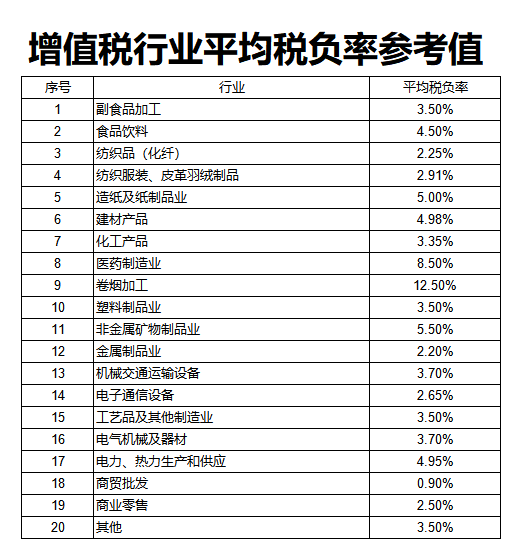 增值税行业平均税负率参考值
序号 行业 平均税负率
1 副食品加工 3.50%
2 食品饮料 4.50%
3 纺织品（化纤） 2.25%
4 纺织服装、皮革羽绒制品 2.91%
5 造纸及纸制品业 5.00%
6 建材产品 4.98%
7 化工产品 3.35%
8 医药制造业 8.50%
9 卷烟加工 12.50%
10 塑料制品业 3.50%
11 非金属矿物制品业 5.50%
12 金属制品业 2.20%
13 机械交通运输设备 3.70%
14 电子通信设备 2.65%
15 工艺品及其他制造业 3.50%
16 电气机械及器材 3.70%
17 电力、热力生产和供应 4.95%
18 商贸批发 0.90%
19 商业零售 2.50%
20 其他 3.50%